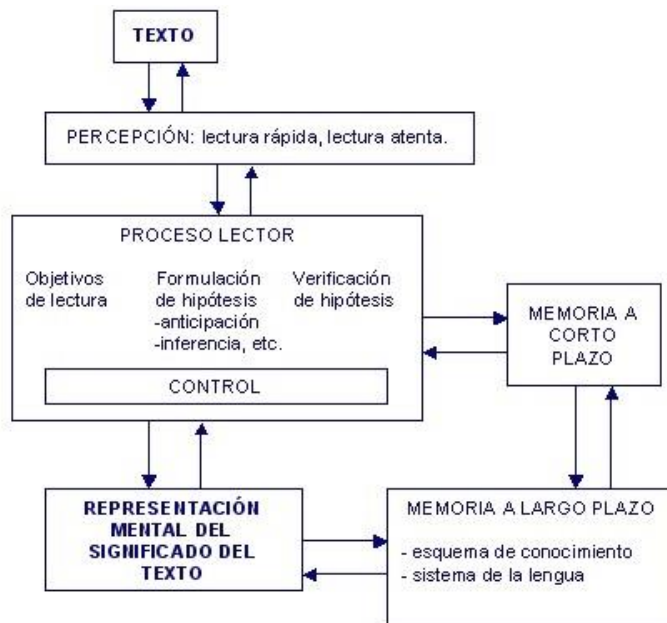 TEXTO
PERCEPCIÓN: lectura rápida, lectura atenta.
PROCESO LECTOR
Objetivos
de lectura
Formulación
de hipótesis
-anticipación
-inferencia, etc.
Verificación
de hipótesis
CONTROL
MEMORIA A
CORTO
PLAZO
REPRESENTACIÓN
MENTAL DEL
SIGNIFICADO DEL
TEXTO
MEMORIA A LARGO PLAZO
- esquema de conocimiento
- sistema de la lengua